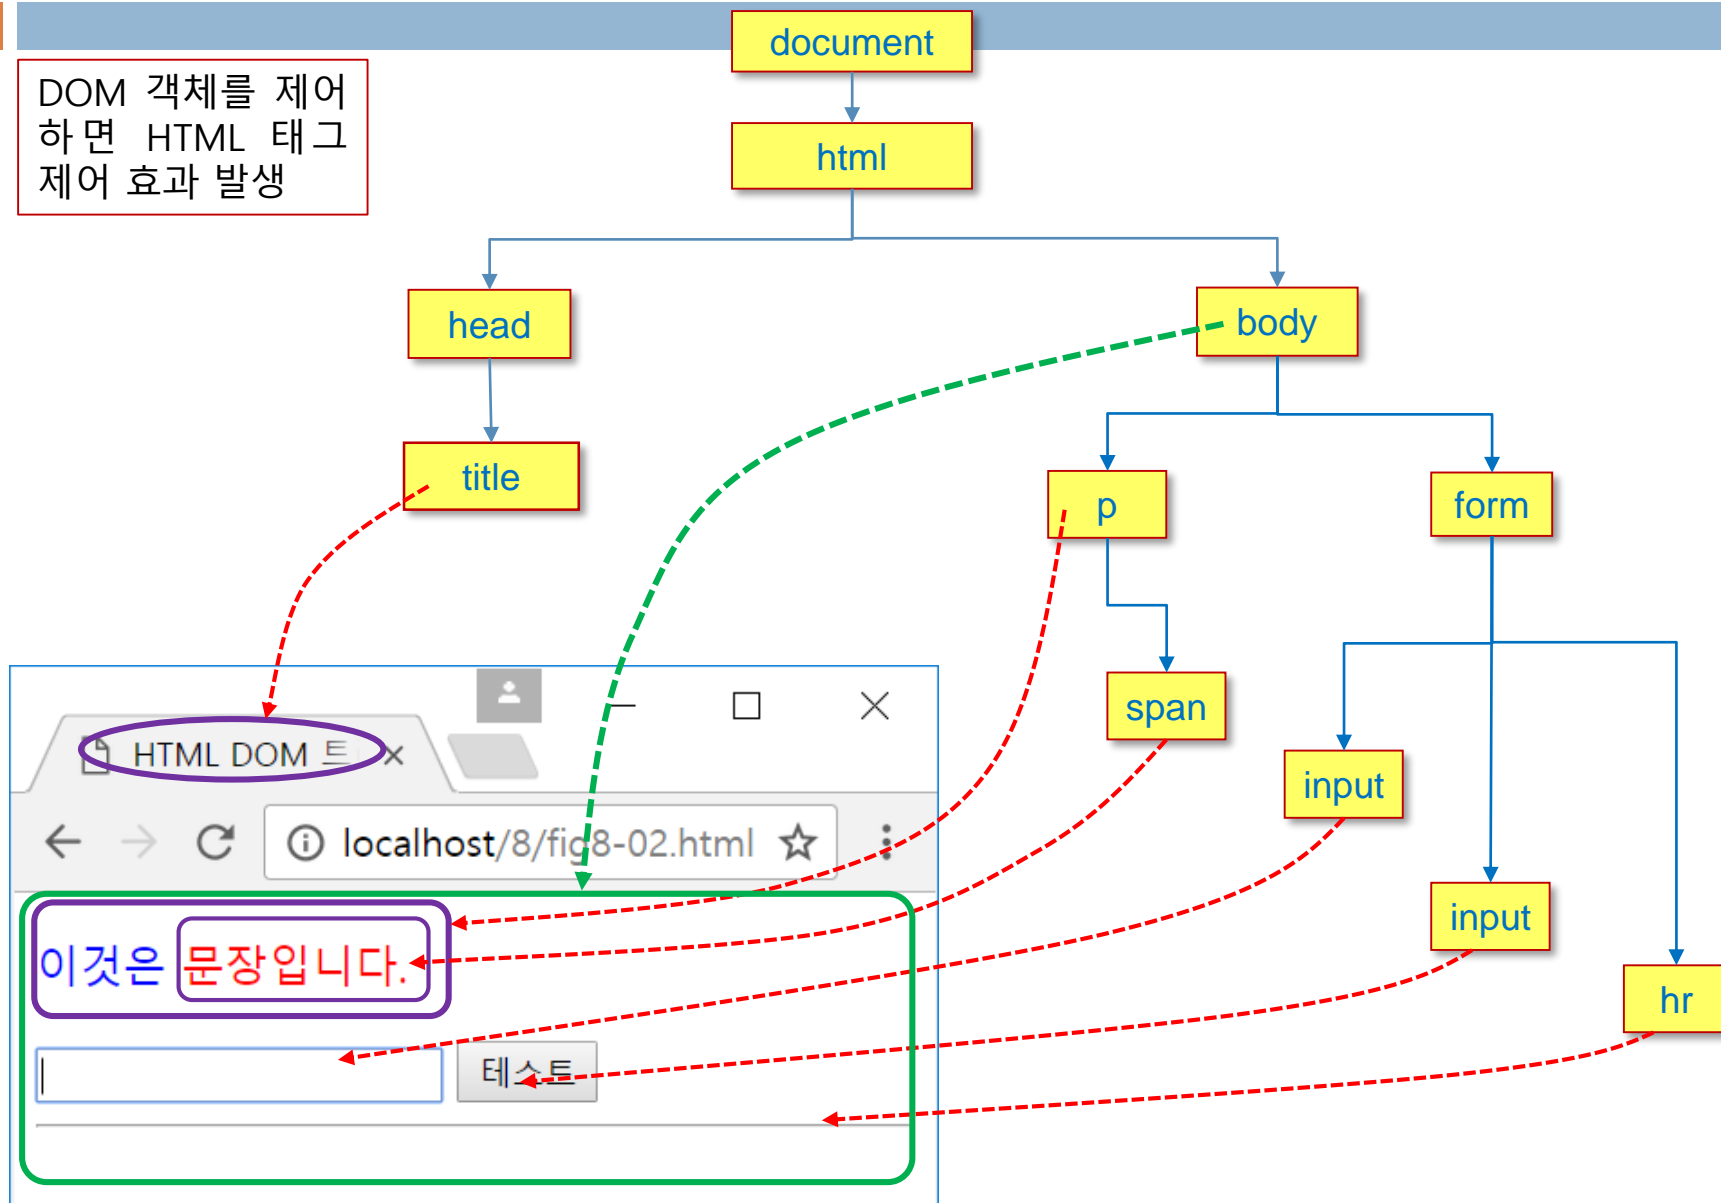 document
DOM 객체를 제어
하면 HTML 태그
제어 효과 발생
html
head
body
title
p
form
span
input
input
hr
HTML DOM 트
localhost/8/fig8-02.html
이것은 문장입니다.
테스트